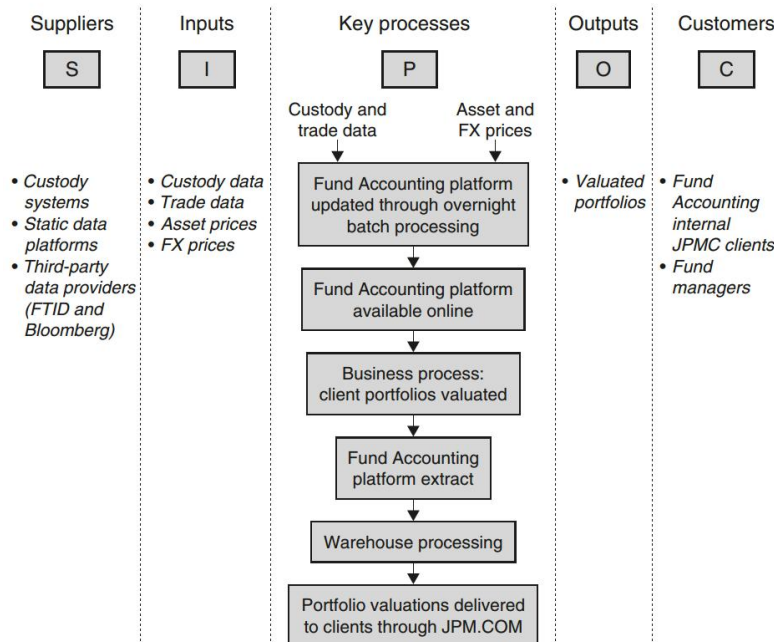 Suppliers
S
• Custody
systems
• Static data
platforms
• Third-party
data providers
(FTID and
Bloomberg)
Inputs
I
• Custody data
• Trade data
• Asset prices
• FX prices
Key processes
P
Custody and
trade data
Asset and
FX prices
Fund Accounting platform
updated through overnight
batch processing
Fund Accounting platform
available online
Business process:
client portfolios valuated
Fund Accounting
platform extract
Warehouse processing
Portfolio valuations delivered
to clients through JPM.COM
Outputs
O
• Valuated
portfolios
Customers
C
• Fund
Accounting
internal
JPMC clients
• Fund
managers